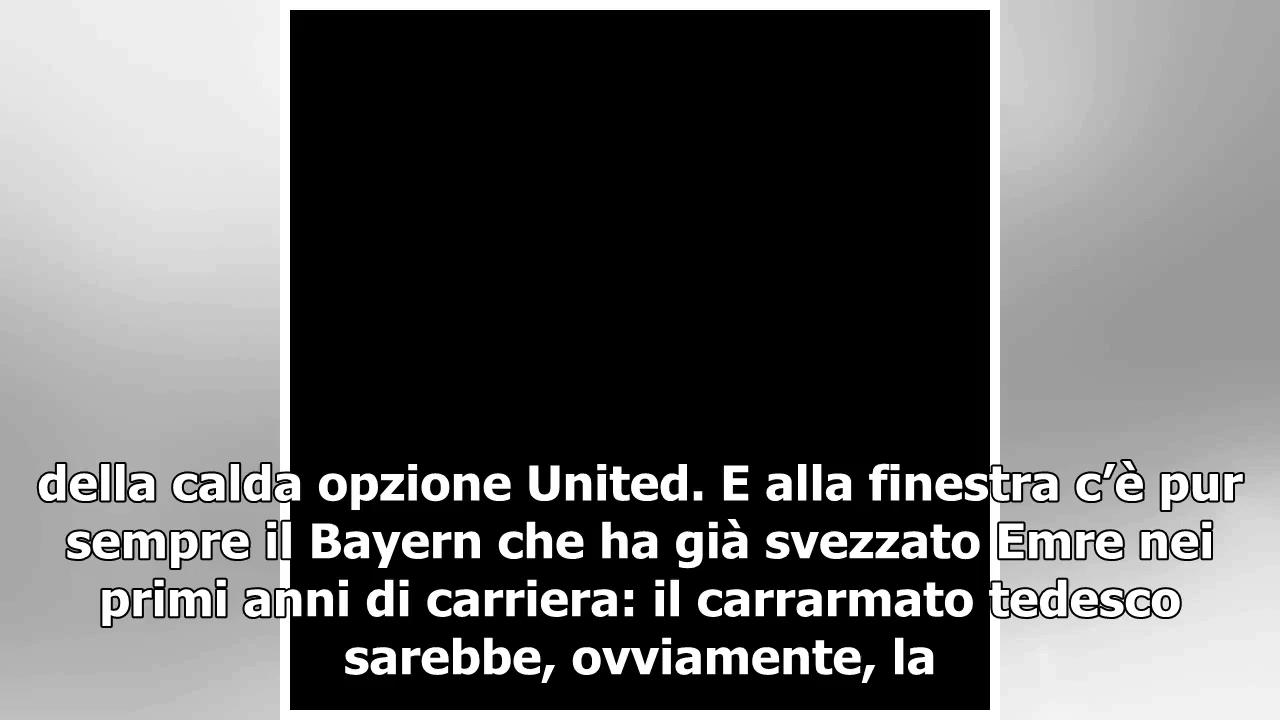 della calda opzione United. E alla finestra c’è pur
sempre il Bayern che ha già svezzato Emre nei
primi anni di carriera: il carrarmato tedesco
sarebbe, ovviamente, la